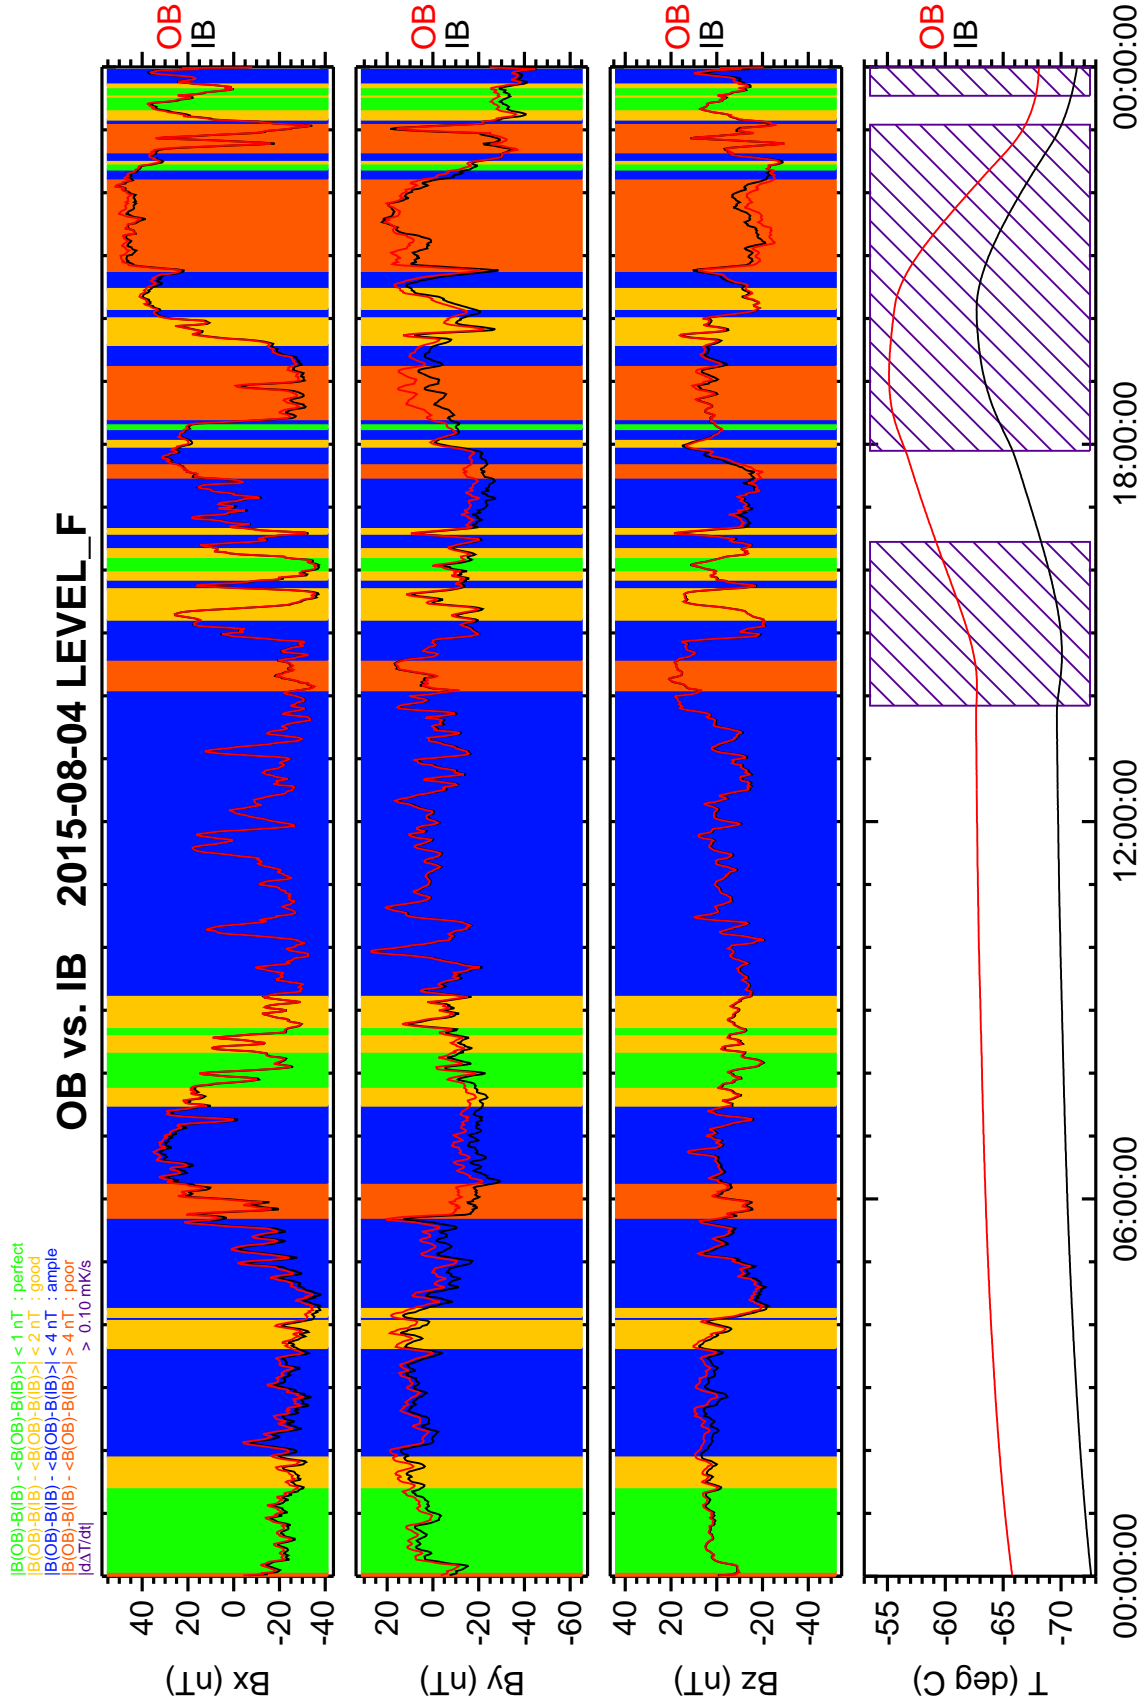 |B(OB)-B(IB) - <B(OB)-B(IB)>| < 1 nT : perfect
|B(OB)-B(IB) - <B(OB)-B(IB)>| < 2 nT : good
|B(OB)-B(IB) - <B(OB)-B(IB)>| < 4 nT : ample
|B(OB)-B(IB) - <B(OB)-B(IB)>| > 4 nT : poor
|dΔT/dt| > 0.10 mK/s
OB vs. IB 2015-08-04 LEVEL_F
Bx (nT)
40
20
0
-20
-40
OB
IB
By (nT)
20
0
-20
-40
-60
OB
IB
Bz (nT)
40
20
0
-20
-40
OB
IB
T (deg C)
-55
-60
-65
-70
OB
IB
00:00:00
06:00:00
12:00:00
18:00:00
00:00:00